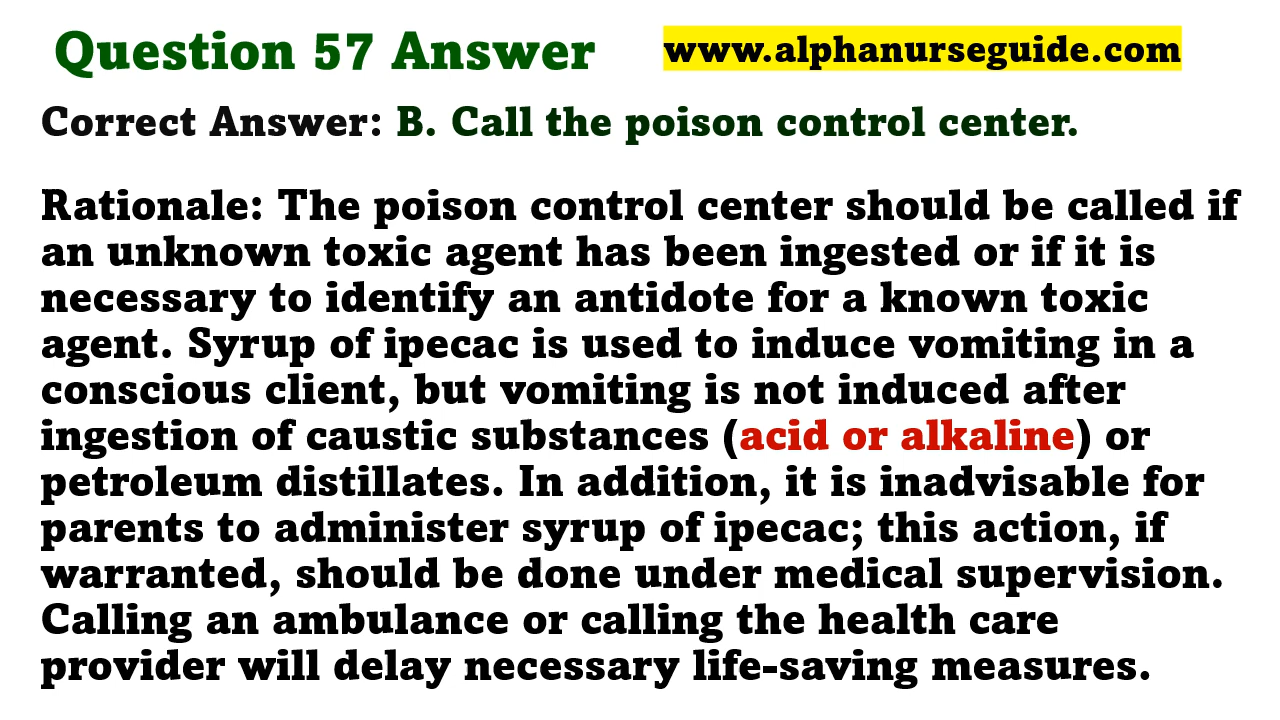 Question 57 Answer
www.alphanurseguide.com
Correct Answer: B. Call the poison control center.
Rationale: The poison control center should be called if
an unknown toxic agent has been ingested or if it is
necessary to identify an antidote for a known toxic
agent. Syrup of ipecac is used to induce vomiting in a
conscious client, but vomiting is not induced after
ingestion of caustic substances (acid or alkaline) or
petroleum distillates. In addition, it is inadvisable for
parents to administer syrup of ipecac; this action, if
warranted, should be done under medical supervision.
Calling an ambulance or calling the health care
provider will delay necessary life-saving measures.